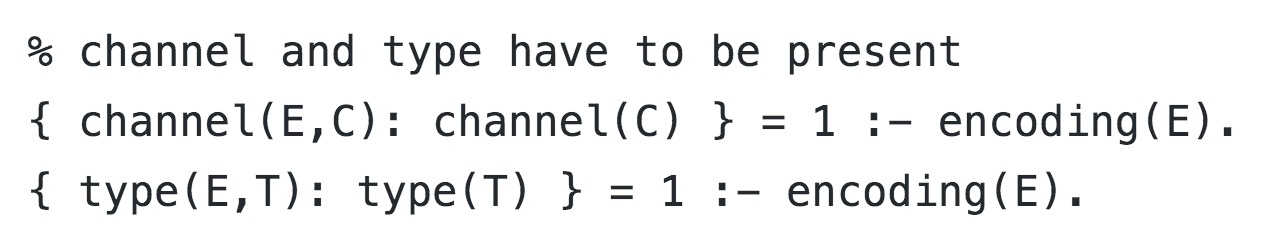 % channel and type have to be present
{ channel(E,C): channel(C) } = 1 :- encoding(E).
{ type(E,T): type(T) } = 1 :- encoding(E).